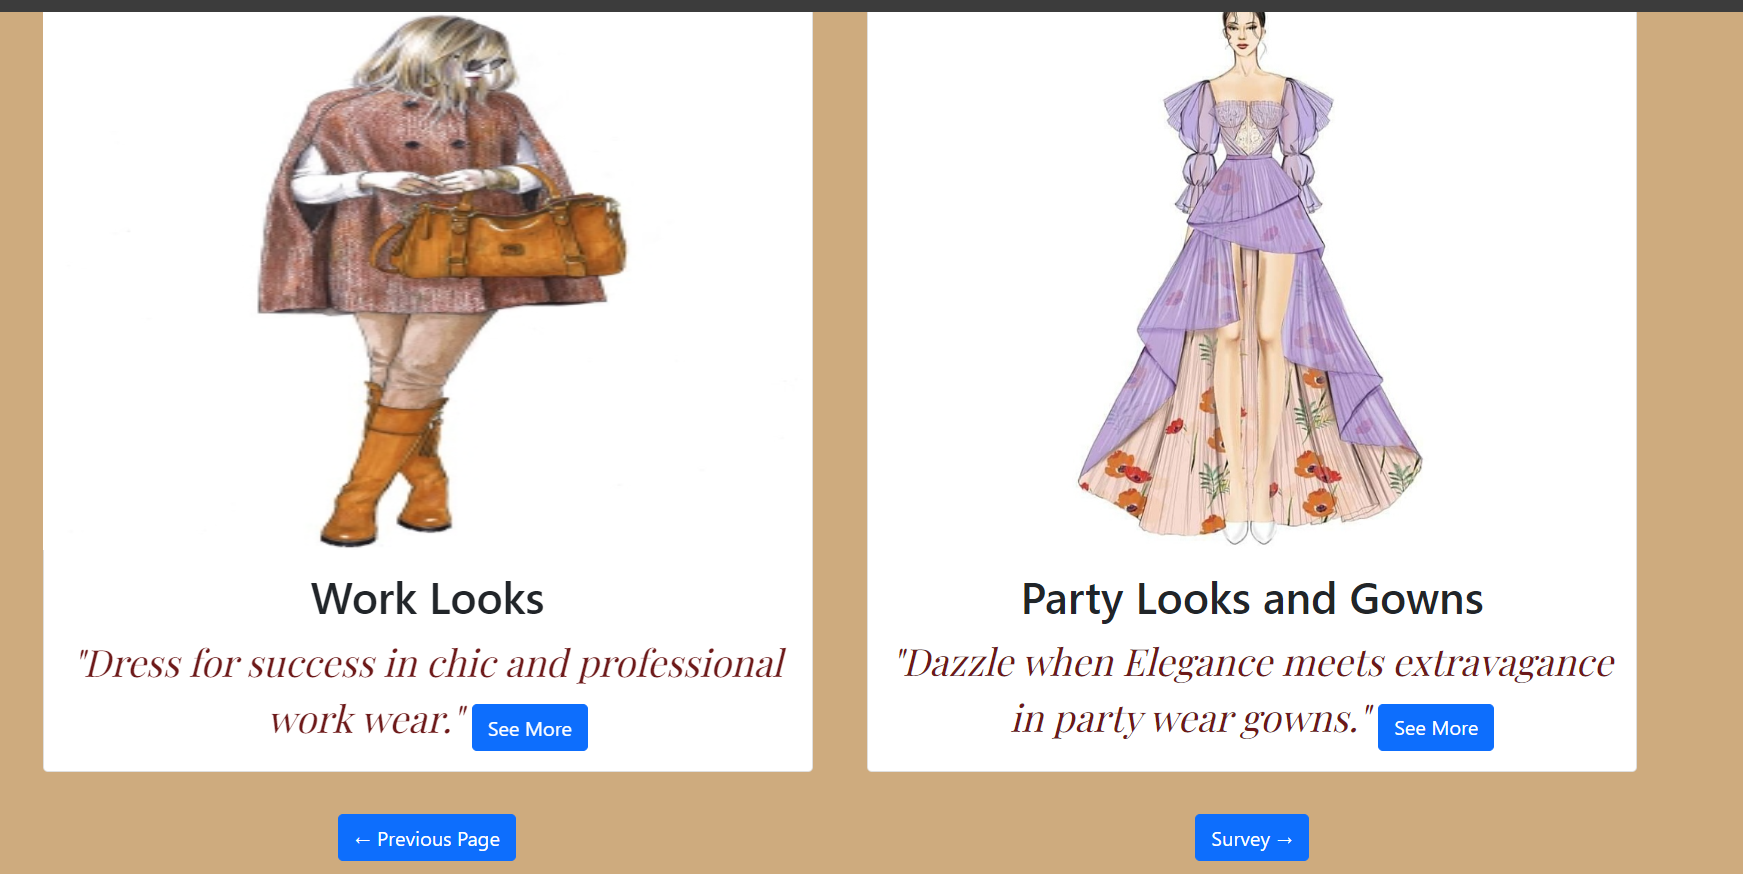 Work Looks
"Dress for success in chic and professional
work wear." See More
Party Looks and Gowns
"Dazzle when Elegance meets extravagance
in party wear gowns." See More
← Previous Page
Survey →